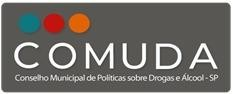 COMUDA
Conselho Municipal de Políticas sobre Drogas e Álcool - SP